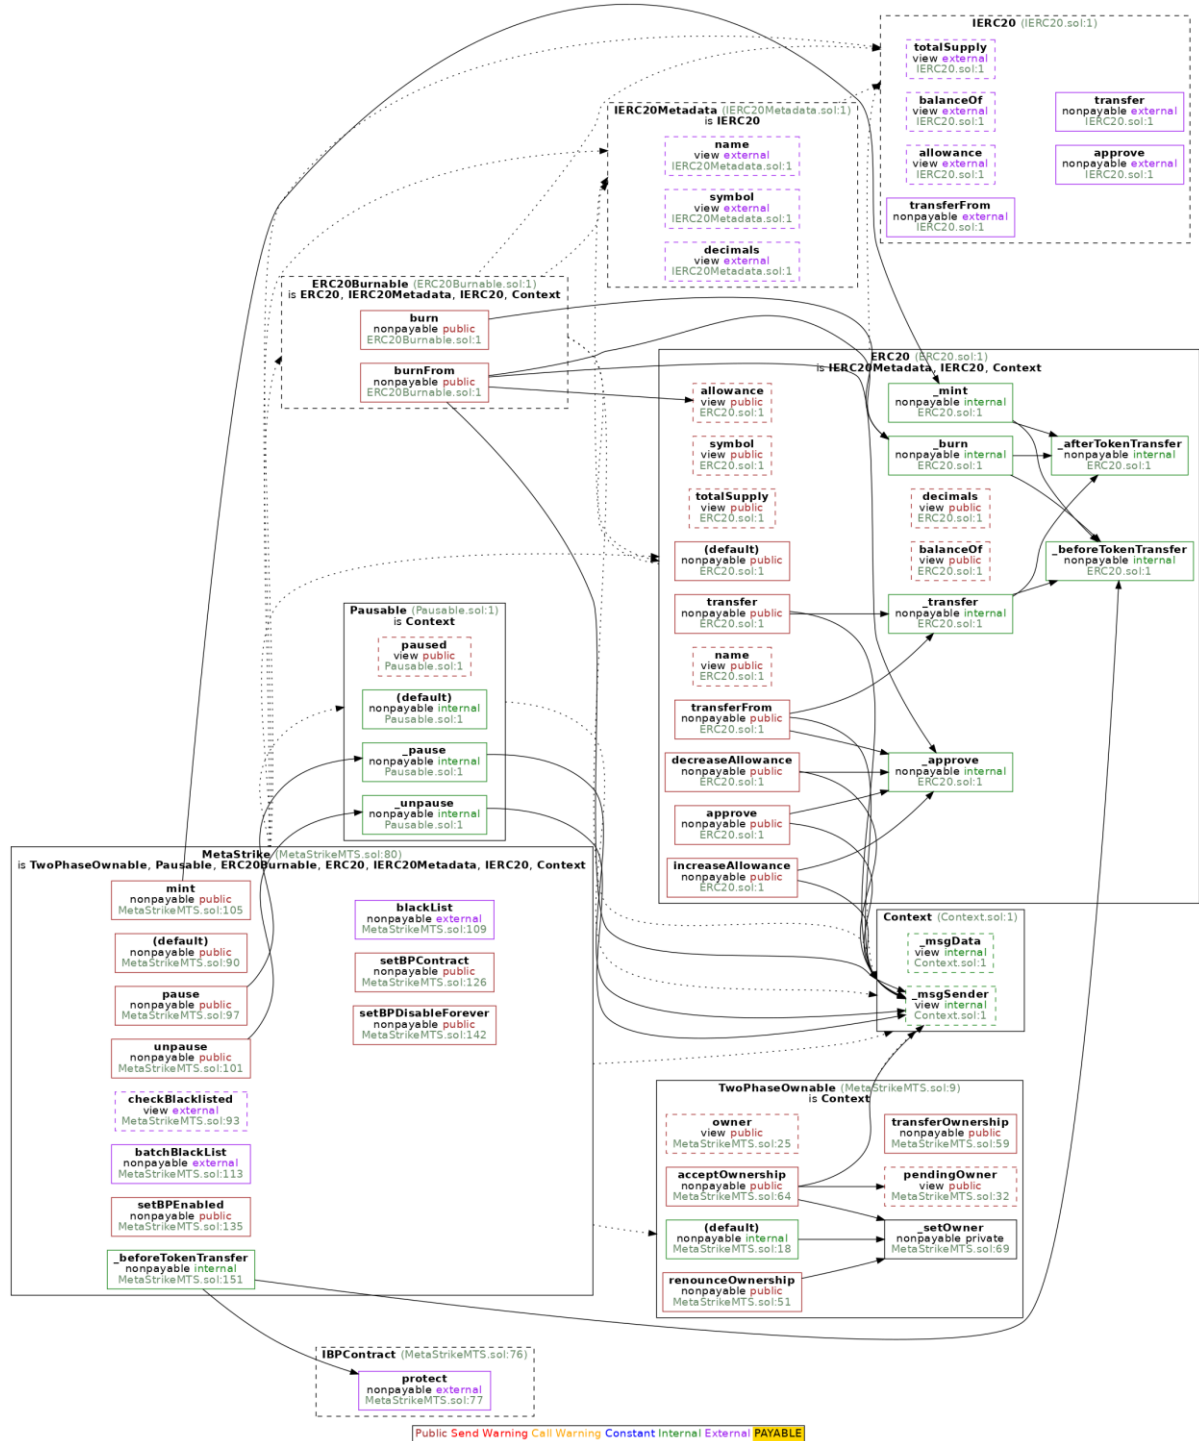 IERC20 (IERC20.sol:1)
totalSupply
view external
IERC20.sol:1
balanceOf
view external
IERC20.sol:1
transfer
nonpayable external
IERC20.sol:1
allowance
view external
IERC20.sol:1
approve
nonpayable external
IERC20.sol:1
transferFrom
nonpayable external
IERC20.sol:1
IERC20Metadata (IERC20Metadata.sol:1)
is IERC20
name
view external
IERC20Metadata.sol:1
symbol
view external
IERC20Metadata.sol:1
decimals
view external
IERC20Metadata.sol:1
ERC20Burnable (ERC20Burnable.sol:1)
is ERC20, IERC20Metadata, IERC20, Context
burn
nonpayable public
ERC20Burnable.sol:1
burnFrom
nonpayable public
ERC20Burnable.sol:1
ERC20 (ERC20.sol:1)
is IERC20Metadata, IERC20, Context
allowance
view public
ERC20.sol:1
symbol
view public
ERC20.sol:1
totalSupply
view public
ERC20.sol:1
(default)
nonpayable public
ERC20.sol:1
transfer
nonpayable public
ERC20.sol:1
name
view public
ERC20.sol:1
transferFrom
nonpayable public
ERC20.sol:1
decreaseAllowance
nonpayable public
ERC20.sol:1
approve
nonpayable public
ERC20.sol:1
increaseAllowance
nonpayable public
ERC20.sol:1
_mint
nonpayable internal
ERC20.sol:1
_burn
nonpayable internal
ERC20.sol:1
decimals
view public
ERC20.sol:1
balanceOf
view public
ERC20.sol:1
_transfer
nonpayable internal
ERC20.sol:1
_approve
nonpayable internal
ERC20.sol:1
_afterTokenTransfer
nonpayable internal
ERC20.sol:1
_beforeTokenTransfer
nonpayable internal
ERC20.sol:1
Pausable (Pausable.sol:1)
is Context
paused
view public
Pausable.sol:1
(default)
nonpayable internal
Pausable.sol:1
_pause
nonpayable internal
Pausable.sol:1
_unpause
nonpayable internal
Pausable.sol:1
MetaStrike (MetaStrikeMTS.sol:80)
is TwoPhaseOwnable, Pausable, ERC20Burnable, ERC20, IERC20Metadata, IERC20, Context
mint
nonpayable public
MetaStrikeMTS.sol:105
(default)
nonpayable public
MetaStrikeMTS.sol:90
pause
nonpayable public
MetaStrikeMTS.sol:97
unpause
nonpayable public
MetaStrikeMTS.sol:101
checkBlacklisted
view external
MetaStrikeMTS.sol:93
batchBlackList
nonpayable external
MetaStrikeMTS.sol:113
setBPEnabled
nonpayable public
MetaStrikeMTS.sol:135
_beforeTokenTransfer
nonpayable internal
MetaStrikeMTS.sol:151
blackList
nonpayable external
MetaStrikeMTS.sol:109
setBPContract
nonpayable public
MetaStrikeMTS.sol:126
setBPDisableForever
nonpayable public
MetaStrikeMTS.sol:142
Context (Context.sol:1)
_msgData
view internal
Context.sol:1
_msgSender
view internal
Context.sol:1
TwoPhaseOwnable (MetaStrikeMTS.sol:9)
is Context
owner
view public
MetaStrikeMTS.sol:25
acceptOwnership
nonpayable public
MetaStrikeMTS.sol:64
(default)
nonpayable internal
MetaStrikeMTS.sol:18
renounceOwnership
nonpayable public
MetaStrikeMTS.sol:51
transferOwnership
nonpayable public
MetaStrikeMTS.sol:59
pendingOwner
view public
MetaStrikeMTS.sol:32
_setOwner
nonpayable private
MetaStrikeMTS.sol:69
IBPContract (MetaStrikeMTS.sol:76)
protect
nonpayable external
MetaStrikeMTS.sol:77
Public Send Warning Call Warning Constant Internal External PAYABLE